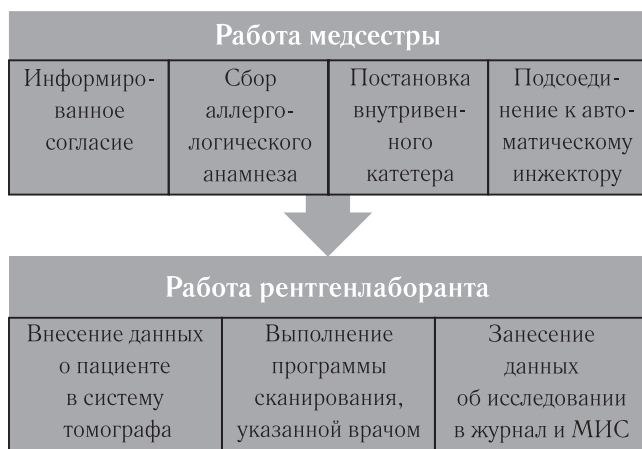 Работа медсестры
Информиро-
ванное
согласие
Сбор
аллерго-
логического
анамнеза
Постановка
внутривен-
ного
катетера
Подсоеди-
нение к авто-
матическому
инжектору
Работа рентгенлаборанта
Внесение данных
о пациенте
в систему
томографа
Выполнение
программы
сканирования,
указанной врачом
Занесение
данных
об исследовании
в журнал и МИС